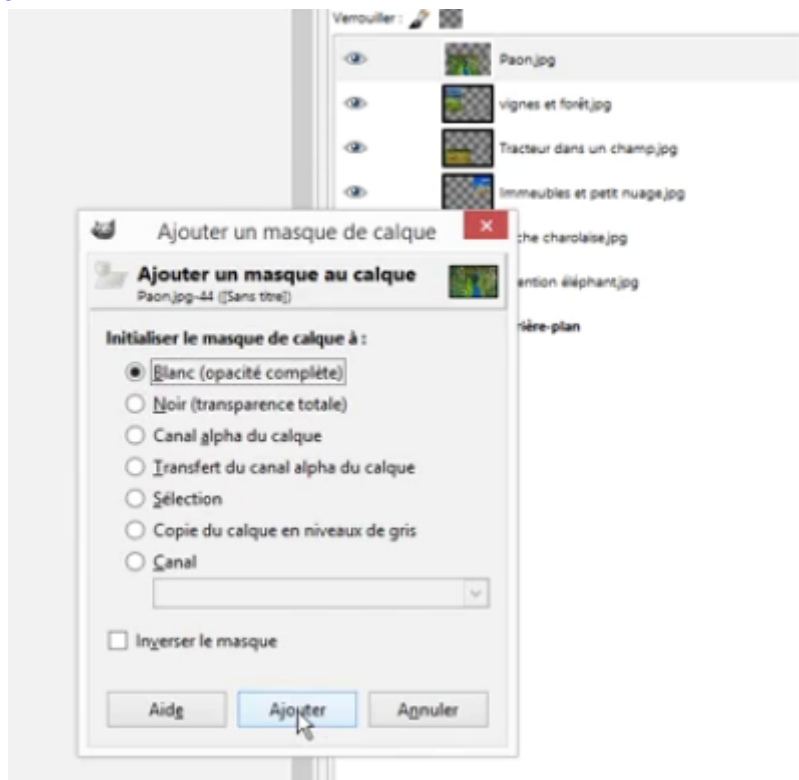 Verrouiller :
Paon.jpg
vignes et forêt.jpg
Tracteur dans un champ.jpg
Immeubles et petit nuage.jpg
Ajouter un masque de calque
che charolaise.jpg
Ajouter un masque au calque
Paon.jpg-44 ([Sans titre])
ention éléphant.jpg
Initialiser le masque de calque à :
rière-plan
Blanc (opacité complète)
Noir (transparence totale)
Canal alpha du calque
Transfert du canal alpha du calque
Sélection
Copie du calque en niveaux de gris
Canal
Inverser le masque
Aide
Ajouter
Annuler